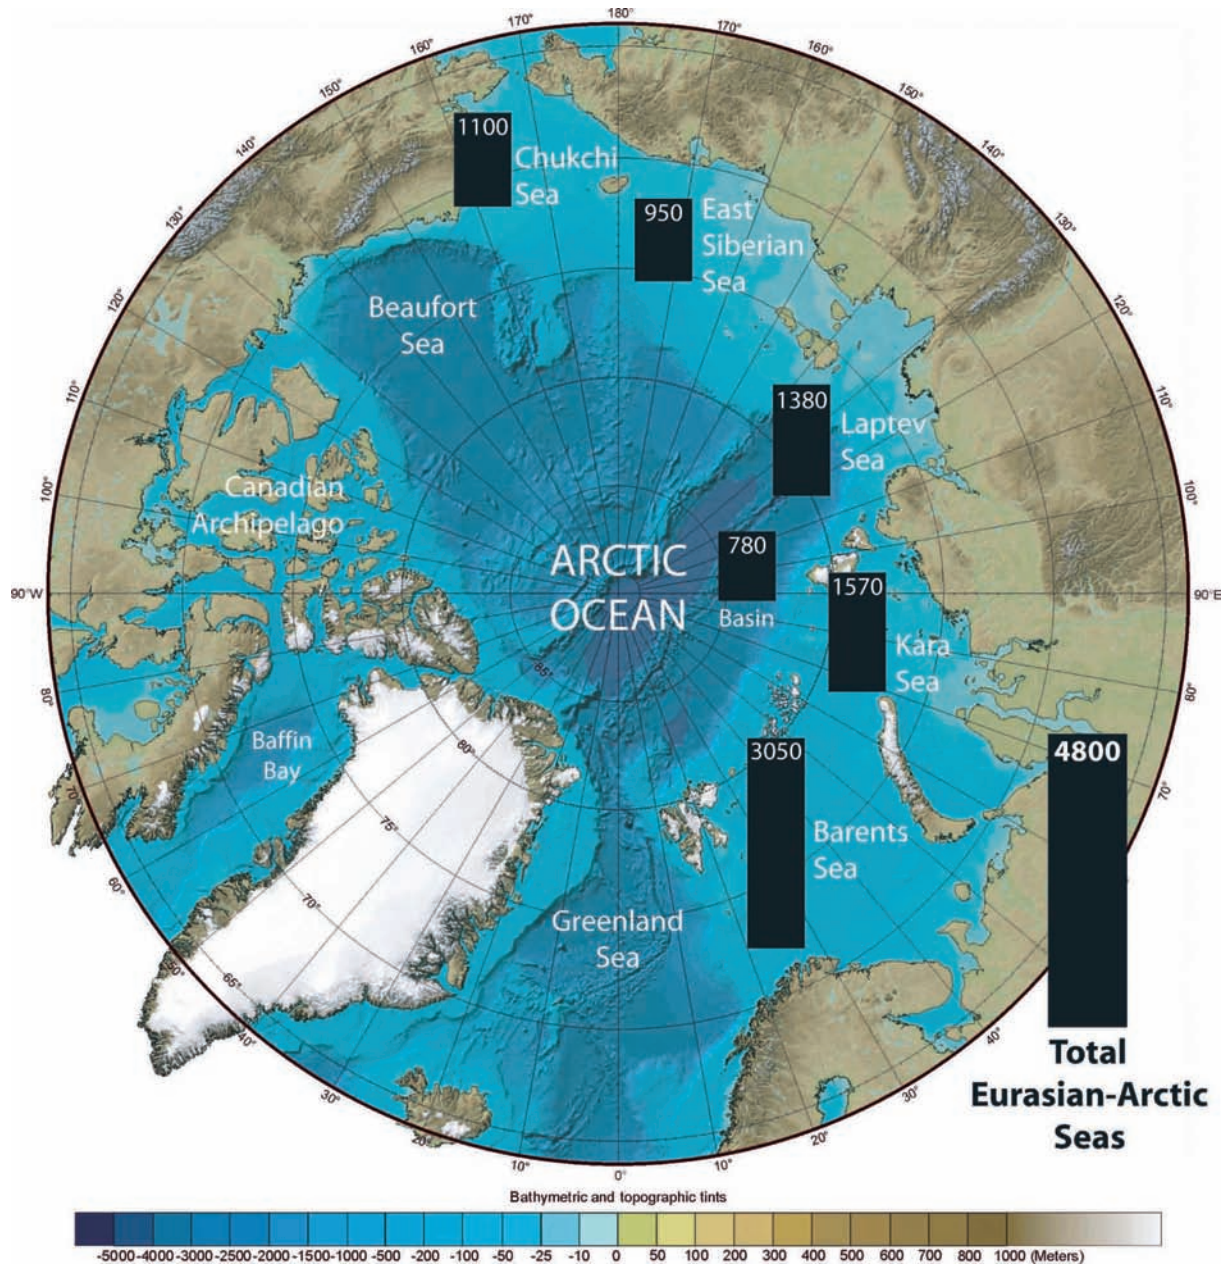 180°
170°
170°
160°
160°
150°
150°
140°
140°
130°
130°
120°
120°
110°
110°
100°
100°
90°W
90°E
80°
80°
70°
70°
60°
50°
40°
40°
30°
30°
20°
20°
10°
10°
0°
1100
Chukchi
Sea
950
East
Siberian
Sea
Beaufort
Sea
1380
Laptev
Sea
Canadian
Archipelago
ARCTIC
OCEAN
780
Basin
1570
Kara
Sea
85°
80°
75°
70°
65°
Baffin
Bay
3050
Barents
Sea
Greenland
Sea
4800
Total
Eurasian-Arctic
Seas
Bathymetric and topographic tints
-5000 -4000 -3000 -2500 -2000 -1500 -1000 -500 -200 -100 -50 -25 -10 0 50 100 200 300 400 500 600 700 800 1000 (Meters)